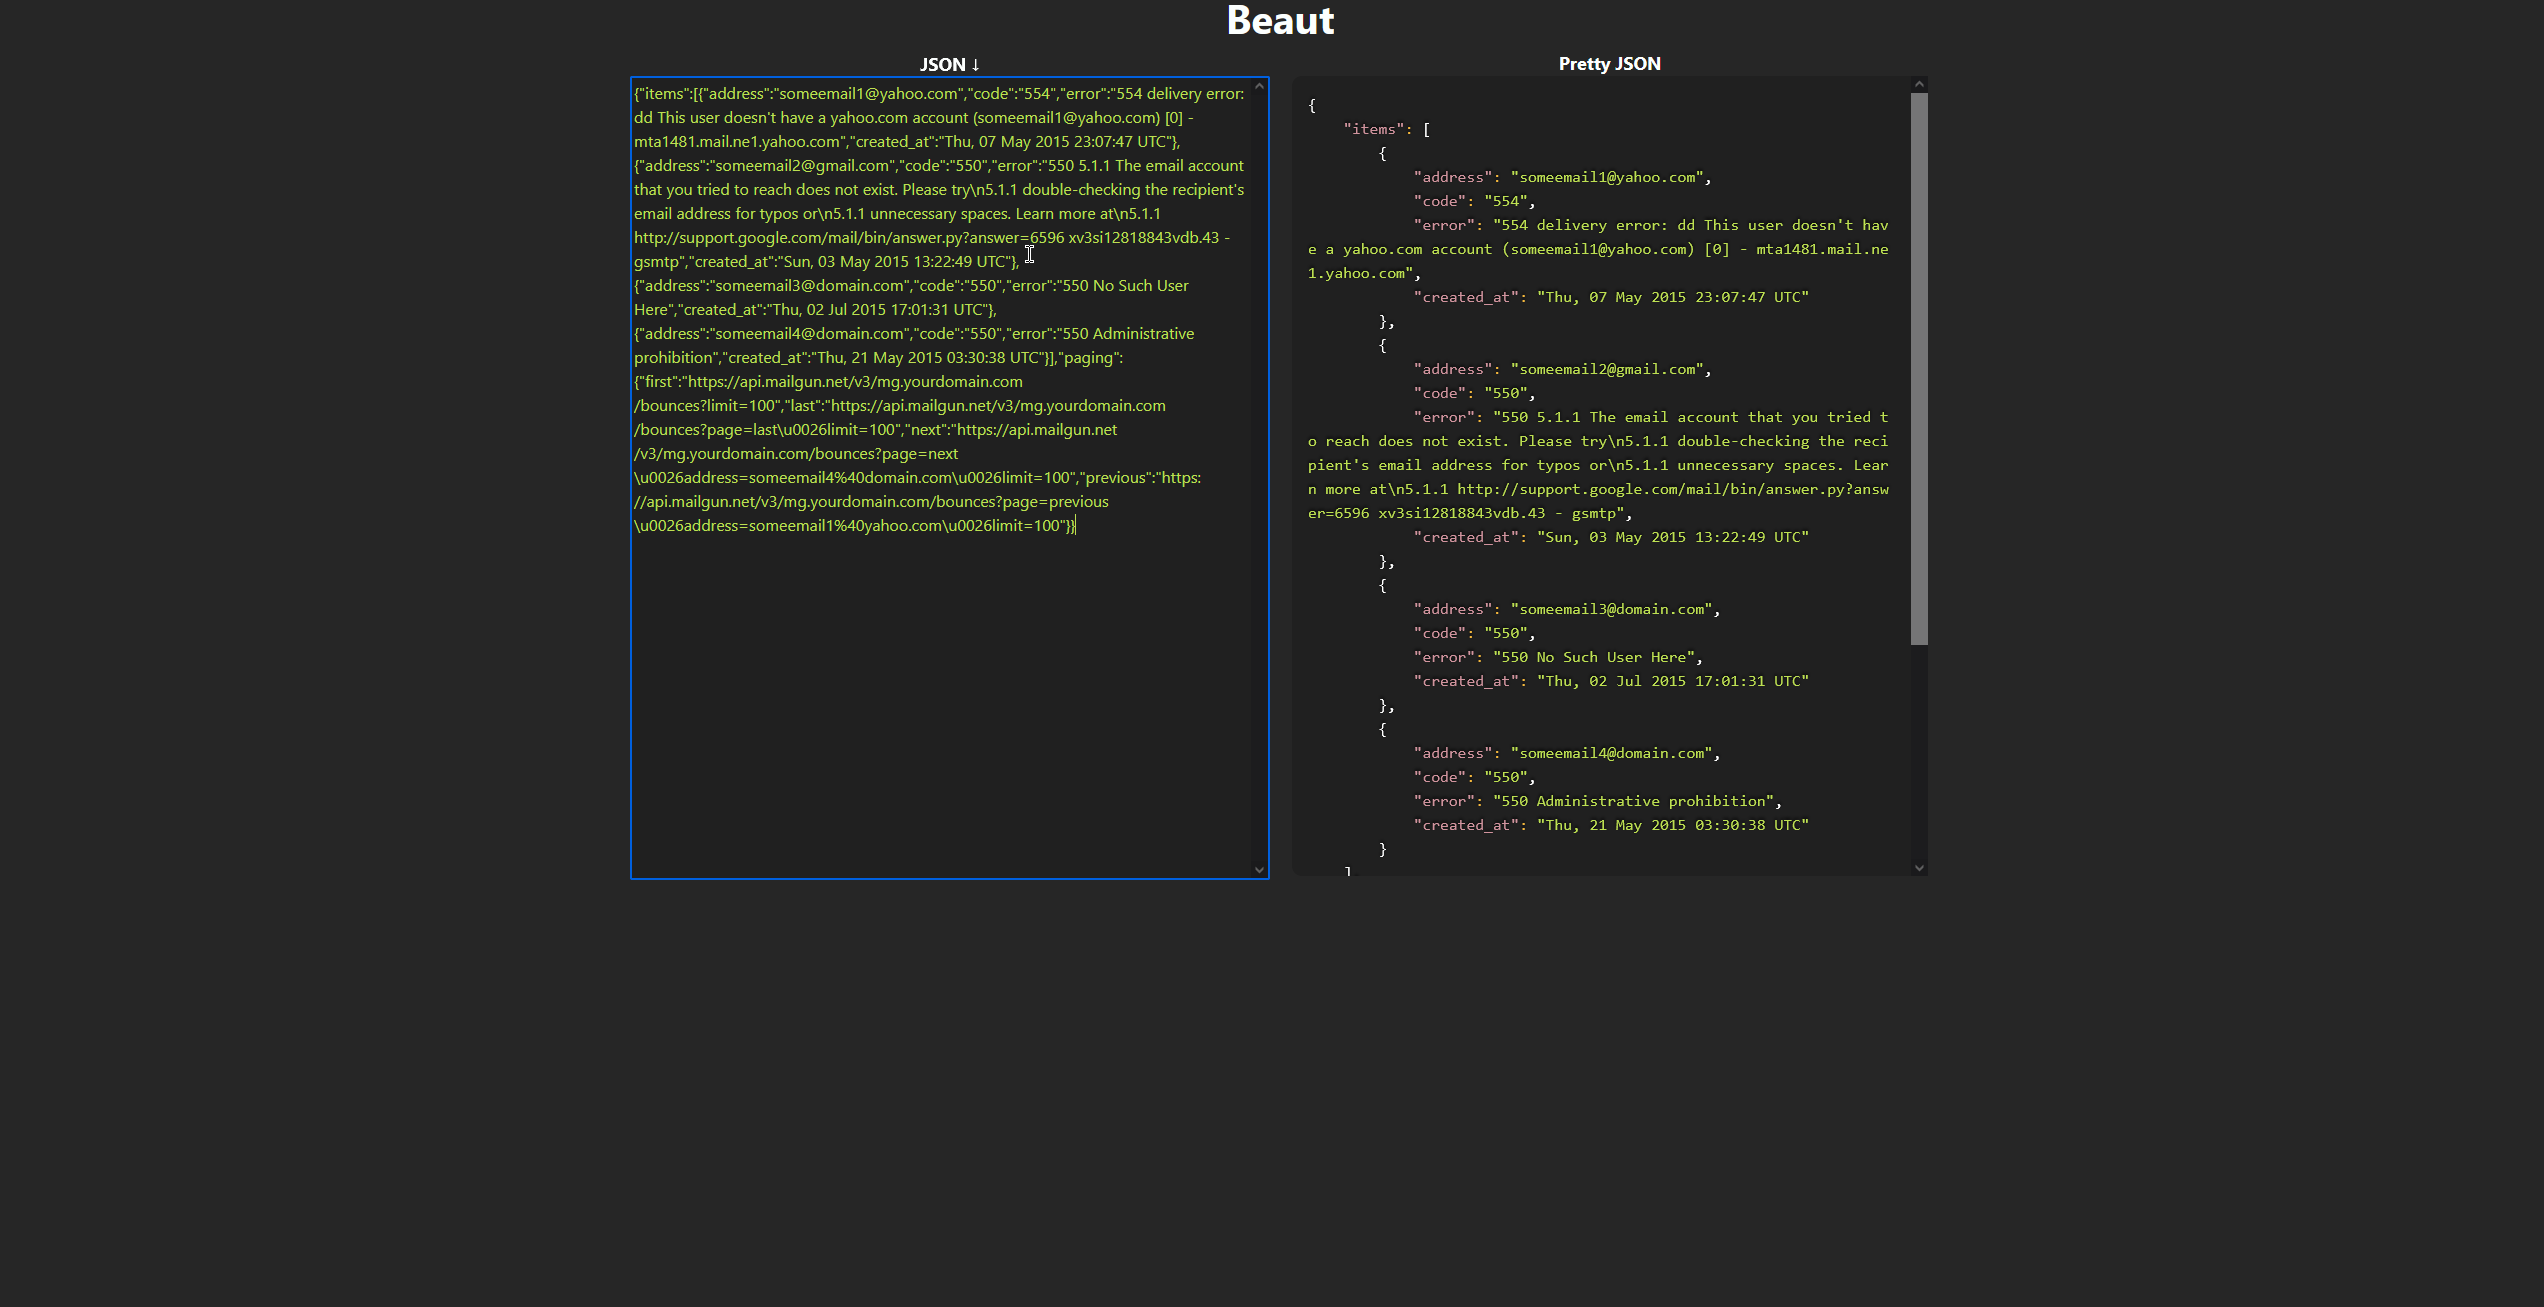 Beaut
JSON ↓
{"items":[{"address":"someemail1@yahoo.com","code":"554","error":"554 delivery error:
dd This user doesn't have a yahoo.com account (someemail1@yahoo.com) [0] -
mta1481.mail.ne1.yahoo.com","created_at":"Thu, 07 May 2015 23:07:47 UTC"},
{"address":"someemail2@gmail.com","code":"550","error":"550 5.1.1 The email account
that you tried to reach does not exist. Please try\n5.1.1 double-checking the recipient's
email address for typos or\n5.1.1 unnecessary spaces. Learn more at\n5.1.1
http://support.google.com/mail/bin/answer.py?answer=6596 xv3si12818843vdb.43 -
gsmtp","created_at":"Sun, 03 May 2015 13:22:49 UTC"},
{"address":"someemail3@domain.com","code":"550","error":"550 No Such User
Here","created_at":"Thu, 02 Jul 2015 17:01:31 UTC"},
{"address":"someemail4@domain.com","code":"550","error":"550 Administrative
prohibition","created_at":"Thu, 21 May 2015 03:30:38 UTC"}],"paging":
{"first":"https://api.mailgun.net/v3/mg.yourdomain.com
/bounces?limit=100","last":"https://api.mailgun.net/v3/mg.yourdomain.com
/bounces?page=last\u0026limit=100","next":"https://api.mailgun.net
/v3/mg.yourdomain.com/bounces?page=next
\u0026address=someemail4%40domain.com\u0026limit=100","previous":"https:
//api.mailgun.net/v3/mg.yourdomain.com/bounces?page=previous
\u0026address=someemail1%40yahoo.com\u0026limit=100"}}
Pretty JSON
{
    "items": [
        {
            "address": "someemail1@yahoo.com",
            "code": "554",
            "error": "554 delivery error: dd This user doesn't hav
e a yahoo.com account (someemail1@yahoo.com) [0] - mta1481.mail.ne
1.yahoo.com",
            "created_at": "Thu, 07 May 2015 23:07:47 UTC"
        },
        {
            "address": "someemail2@gmail.com",
            "code": "550",
            "error": "550 5.1.1 The email account that you tried t
o reach does not exist. Please try\n5.1.1 double-checking the reci
pient's email address for typos or\n5.1.1 unnecessary spaces. Lear
n more at\n5.1.1 http://support.google.com/mail/bin/answer.py?answ
er=6596 xv3si12818843vdb.43 - gsmtp",
            "created_at": "Sun, 03 May 2015 13:22:49 UTC"
        },
        {
            "address": "someemail3@domain.com",
            "code": "550",
            "error": "550 No Such User Here",
            "created_at": "Thu, 02 Jul 2015 17:01:31 UTC"
        },
        {
            "address": "someemail4@domain.com",
            "code": "550",
            "error": "550 Administrative prohibition",
            "created_at": "Thu, 21 May 2015 03:30:38 UTC"
        }
    ]